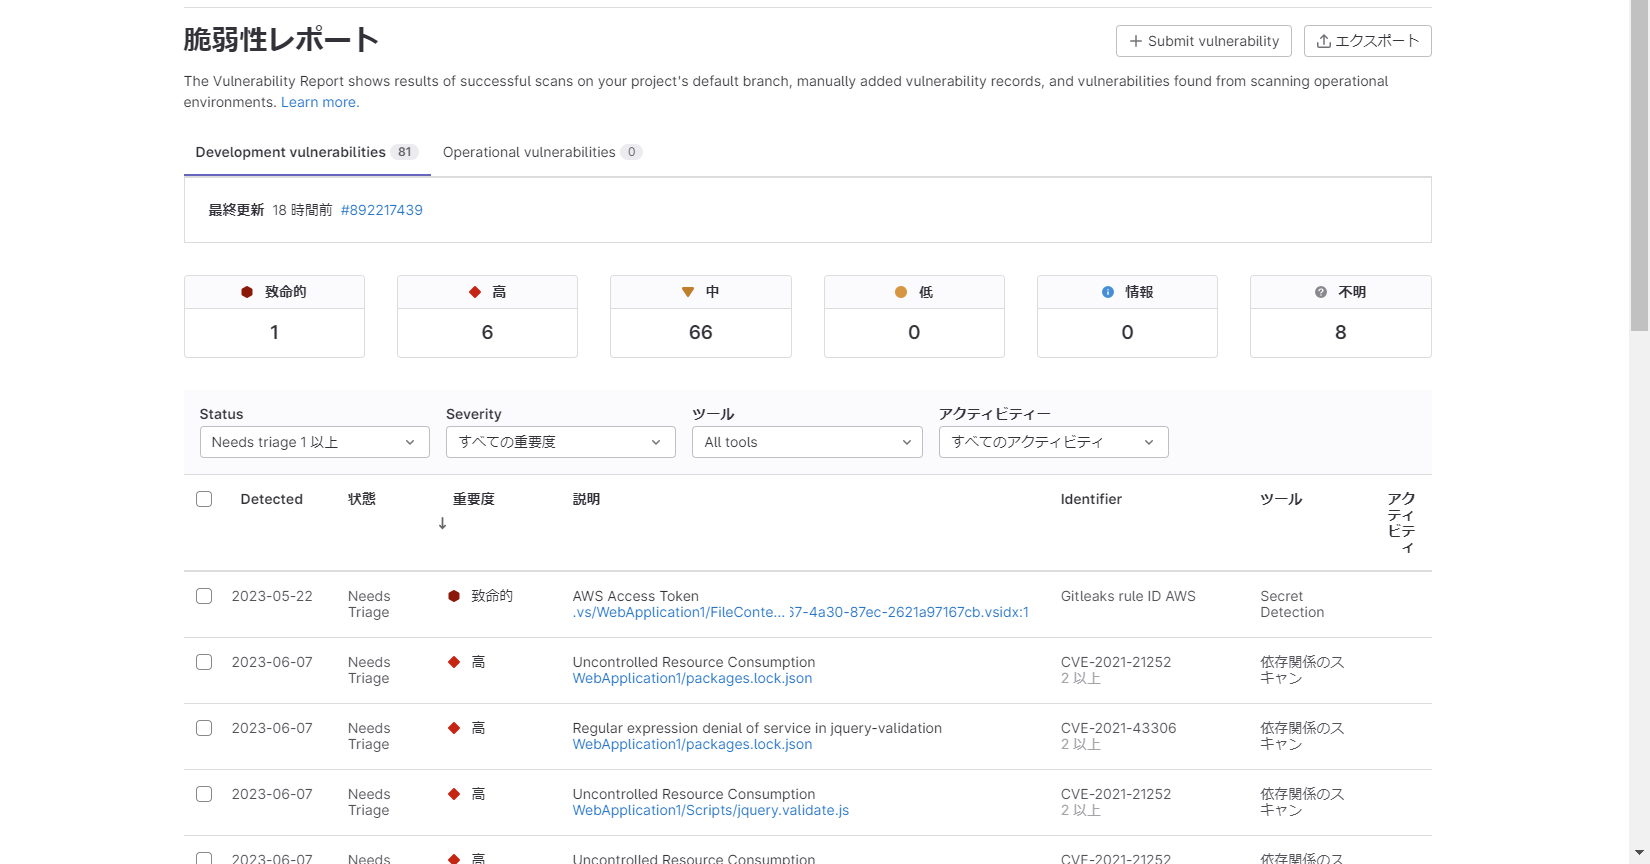 脆弱性レポート
Submit vulnerability
エクスポート
The Vulnerability Report shows results of successful scans on your project's default branch, manually added vulnerability records, and vulnerabilities found from scanning operational
environments. Learn more.
Development vulnerabilities 81 Operational vulnerabilities 0
最終更新 18 時間前 #892217439
致命的 高 中 低 情報 不明
1 6 66 0 0 8
Status Severity ツール アクティビティー
Needs triage 1 以上 すべての重要度 All tools すべてのアクティビティ
Detected 状態 重要度 説明 Identifier ツール アク
ティ
ビテ
ィ
2023-05-22 Needs 致命的 AWS Access Token Gitleaks rule ID AWS Secret
Triage .vs/WebApplication1/FileConte... 67-4a30-87ec-2621a97167cb.vsidx:1 Detection
2023-06-07 Needs 高 Uncontrolled Resource Consumption CVE-2021-21252 依存関係のス
Triage WebApplication1/packages.lock.json 2 以上 キャン
2023-06-07 Needs 高 Regular expression denial of service in jquery-validation CVE-2021-43306 依存関係のス
Triage WebApplication1/packages.lock.json 2 以上 キャン
2023-06-07 Needs 高 Uncontrolled Resource Consumption CVE-2021-21252 依存関係のス
Triage WebApplication1/Scripts/jquery.validate.js 2 以上 キャン
2023-06-07 Needs 高 Uncontrolled Resource Consumption CVE-2021-21252 依存関係のス